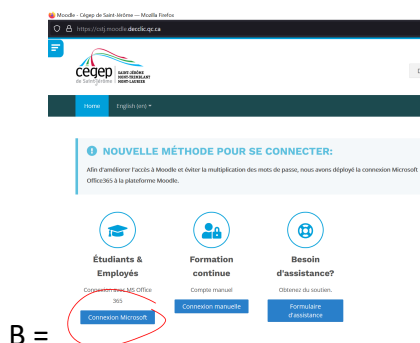 Moodle - Cégep de Saint-Jérôme — Mozilla Firefox
https://cstj.moodle.decclic.qc.ca
cégep
de Saint-Jérôme
SAINT-JÉRÔME
MONT-TREMBLANT
MONT-LAURIER
Home English (en)
NOUVELLE MÉTHODE POUR SE CONNECTER:
Afin d'améliorer l'accès à Moodle et éviter la multiplication des mots de passe, nous avons déployé la connexion Microsoft
Office365 à la plateforme Moodle.
Étudiants &
Employés
Connexion avec MS Office
365
Connexion Microsoft
Formation
continue
Compte manuel
Connexion manuelle
Besoin
d'assistance?
Obtenez du soutien.
Formulaire
d'assistance
B =